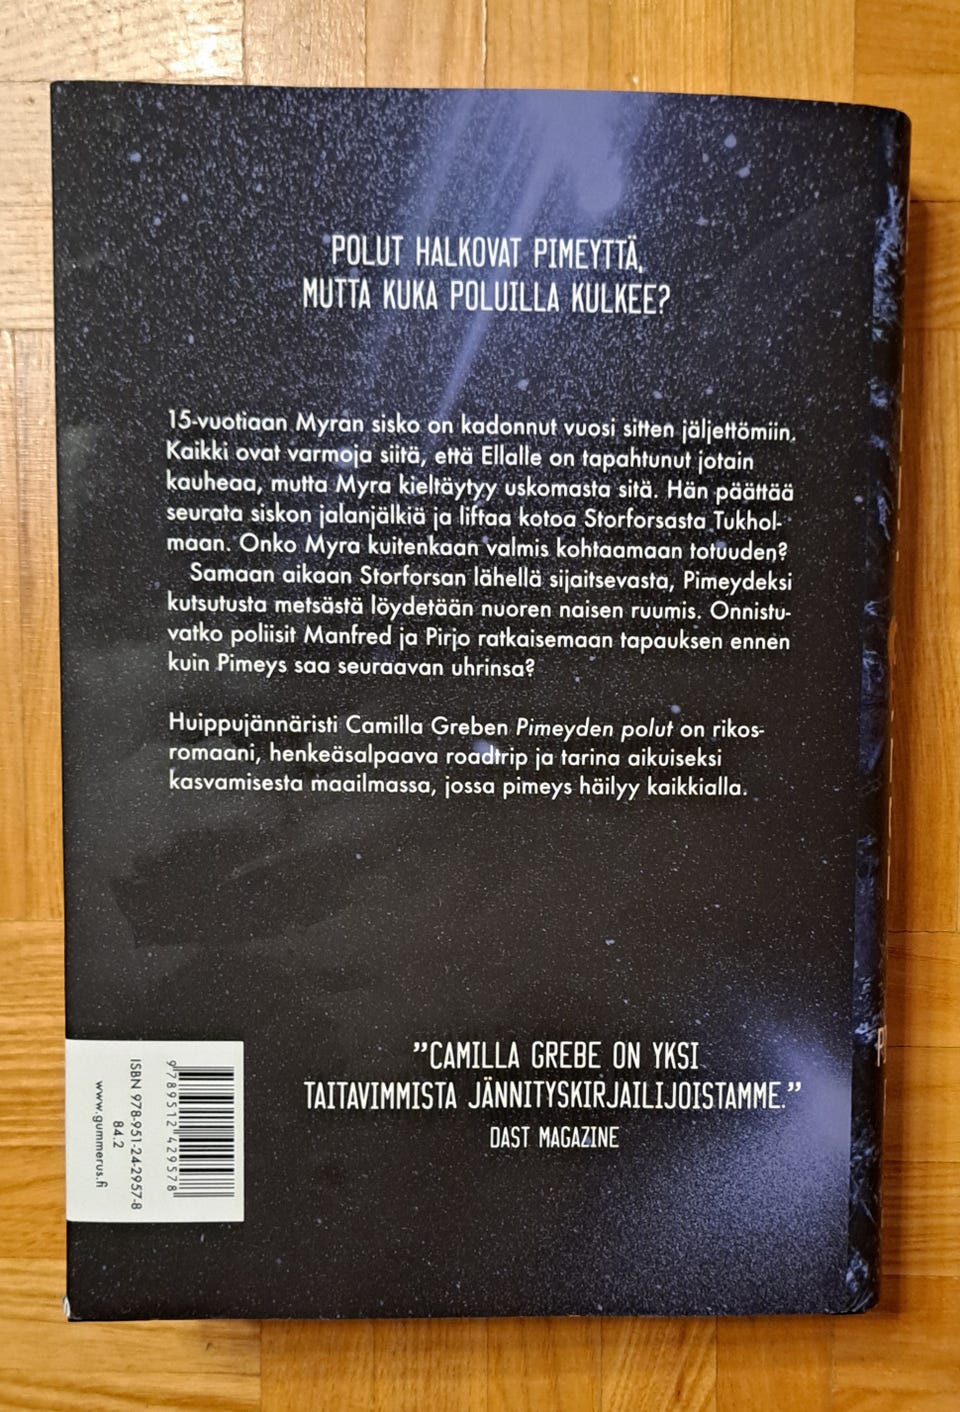 POLUT HALKOVAT PIMEYTTÄ,
MUTTA KUKA POLUILLA KULKEE?
15-vuotiaan Myran sisko on kadonnut vuosi sitten jäljettömiin.
Kaikki ovat varmoja siitä, että Ellalle on tapahtunut jotain
kauheaa, mutta Myra kieltäytyy uskomasta sitä. Hän päättää
seurata siskon jalanjälkiä ja liftaa kotoa Storforsasta Tukhol-
maan. Onko Myra kuitenkaan valmis kohtaamaan totuuden?
Samaan aikaan Storforsan lähellä sijaitsevasta, Pimeydeksi
kutsutusta metsästä löydetään nuoren naisen ruumis. Onnistu-
vatko poliisit Manfred ja Pirjo ratkaisemaan tapauksen ennen
kuin Pimeys saa seuraavan uhrinsa?
Huippujännäristi Camilla Greben Pimeyden polut on rikos-
romaani, henkeäsalpaava roadtrip ja tarina aikuiseksi
kasvamisesta maailmassa, jossa pimeys häilyy kaikkialla.
”CAMILLA GREBE ON YKSI
TAITAVIMMISTA JÄNNITYSKIRJAILIJOISTAMME.”
DAST MAGAZINE
9 789512 429578
ISBN 978-951-24-2957-8
84.2
www.gummerus.fi